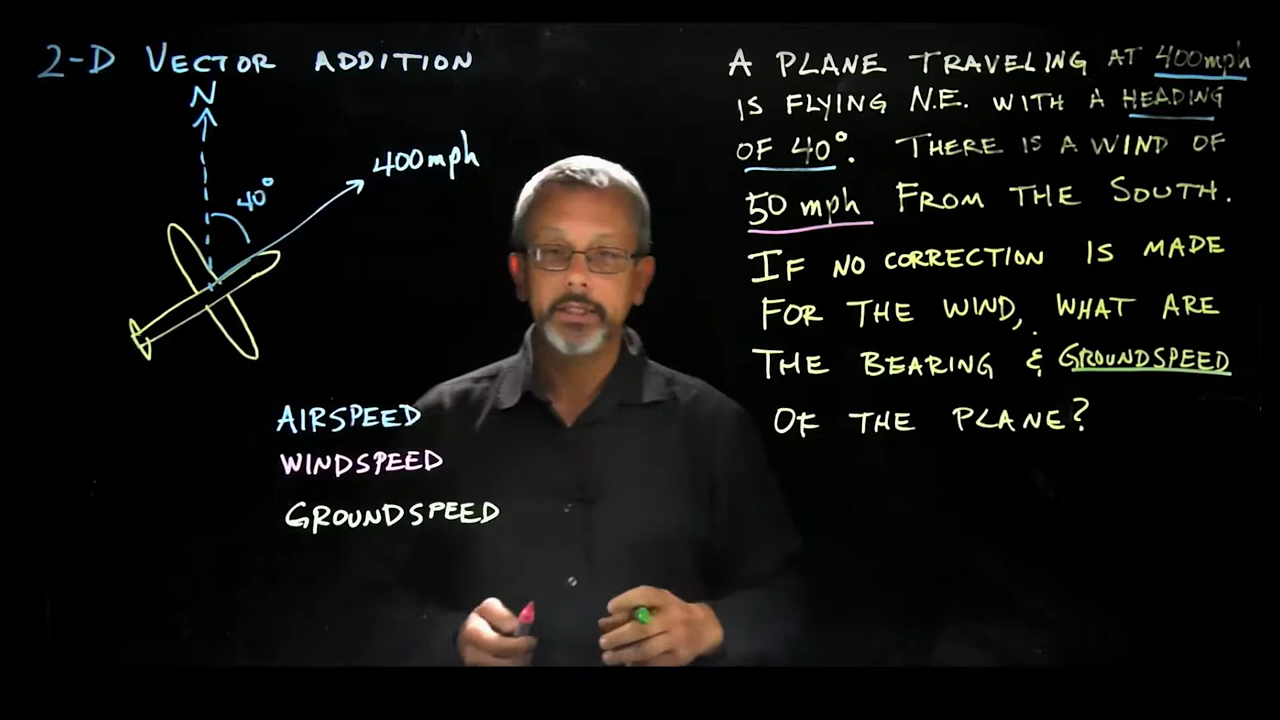 2-D VECTOR ADDITION
N
400mph
40°
AIRSPEED
WINDSPEED
GROUNDSPEED
A PLANE TRAVELING AT 400mph
IS FLYING N.E. WITH A HEADING
OF 40°. THERE IS A WIND OF
50 mph FROM THE SOUTH.
IF NO CORRECTION IS MADE
FOR THE WIND, WHAT ARE
THE BEARING & GROUNDSPEED
OF THE PLANE?